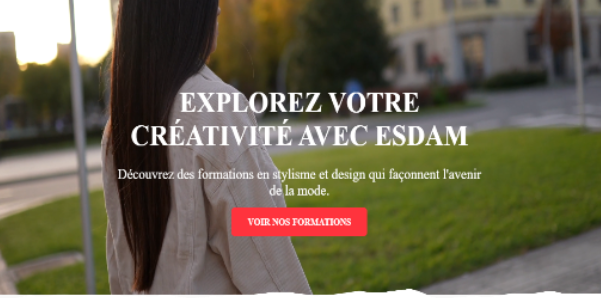 EXPLOREZ VOTRE
CRÉATIVITÉ AVEC ESDAM
Découvrez des formations en stylisme et design qui façonnent l'avenir
de la mode.
VOIR NOS FORMATIONS